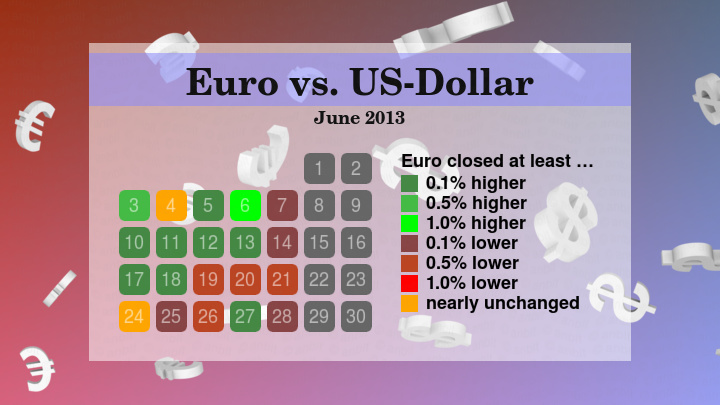 Euro vs. US-Dollar
June 2013
1 2
3 4 5 6 7 8 9
10 11 12 13 14 15 16
17 18 19 20 21 22 23
24 25 26 27 28 29 30
Euro closed at least …
0.1% higher
0.5% higher
1.0% higher
0.1% lower
0.5% lower
1.0% lower
nearly unchanged